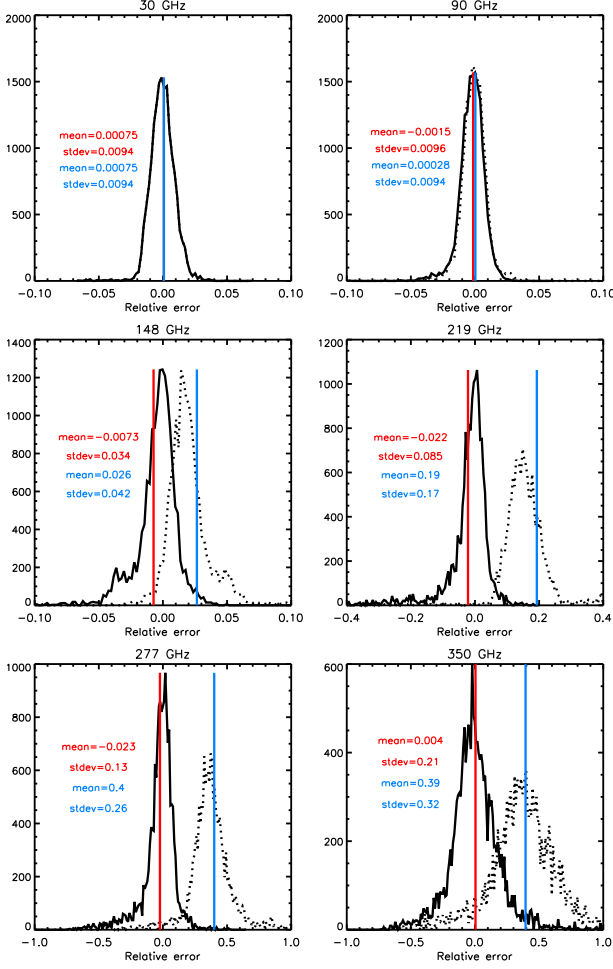 30 GHz
2000
1500
1000
500
0
mean=0.00075
stdev=0.0094
mean=0.00075
stdev=0.0094
−0.10 −0.05 0.00 0.05 0.10
Relative error
90 GHz
2000
1500
1000
500
0
mean=−0.0015
stdev=0.0096
mean=0.00028
stdev=0.0094
−0.10 −0.05 0.00 0.05 0.10
Relative error
148 GHz
1400
1200
1000
800
600
400
200
0
mean=−0.0073
stdev=0.034
mean=0.026
stdev=0.042
−0.10 −0.05 0.00 0.05 0.10
Relative error
219 GHz
1200
1000
800
600
400
200
0
mean=−0.022
stdev=0.085
mean=0.19
stdev=0.17
−0.4 −0.2 0.0 0.2 0.4
Relative error
277 GHz
1000
800
600
400
200
0
mean=−0.023
stdev=0.13
mean=0.4
stdev=0.26
−1.0 −0.5 0.0 0.5 1.0
Relative error
350 GHz
600
400
200
0
mean=0.004
stdev=0.21
mean=0.39
stdev=0.32
−1.0 −0.5 0.0 0.5 1.0
Relative error